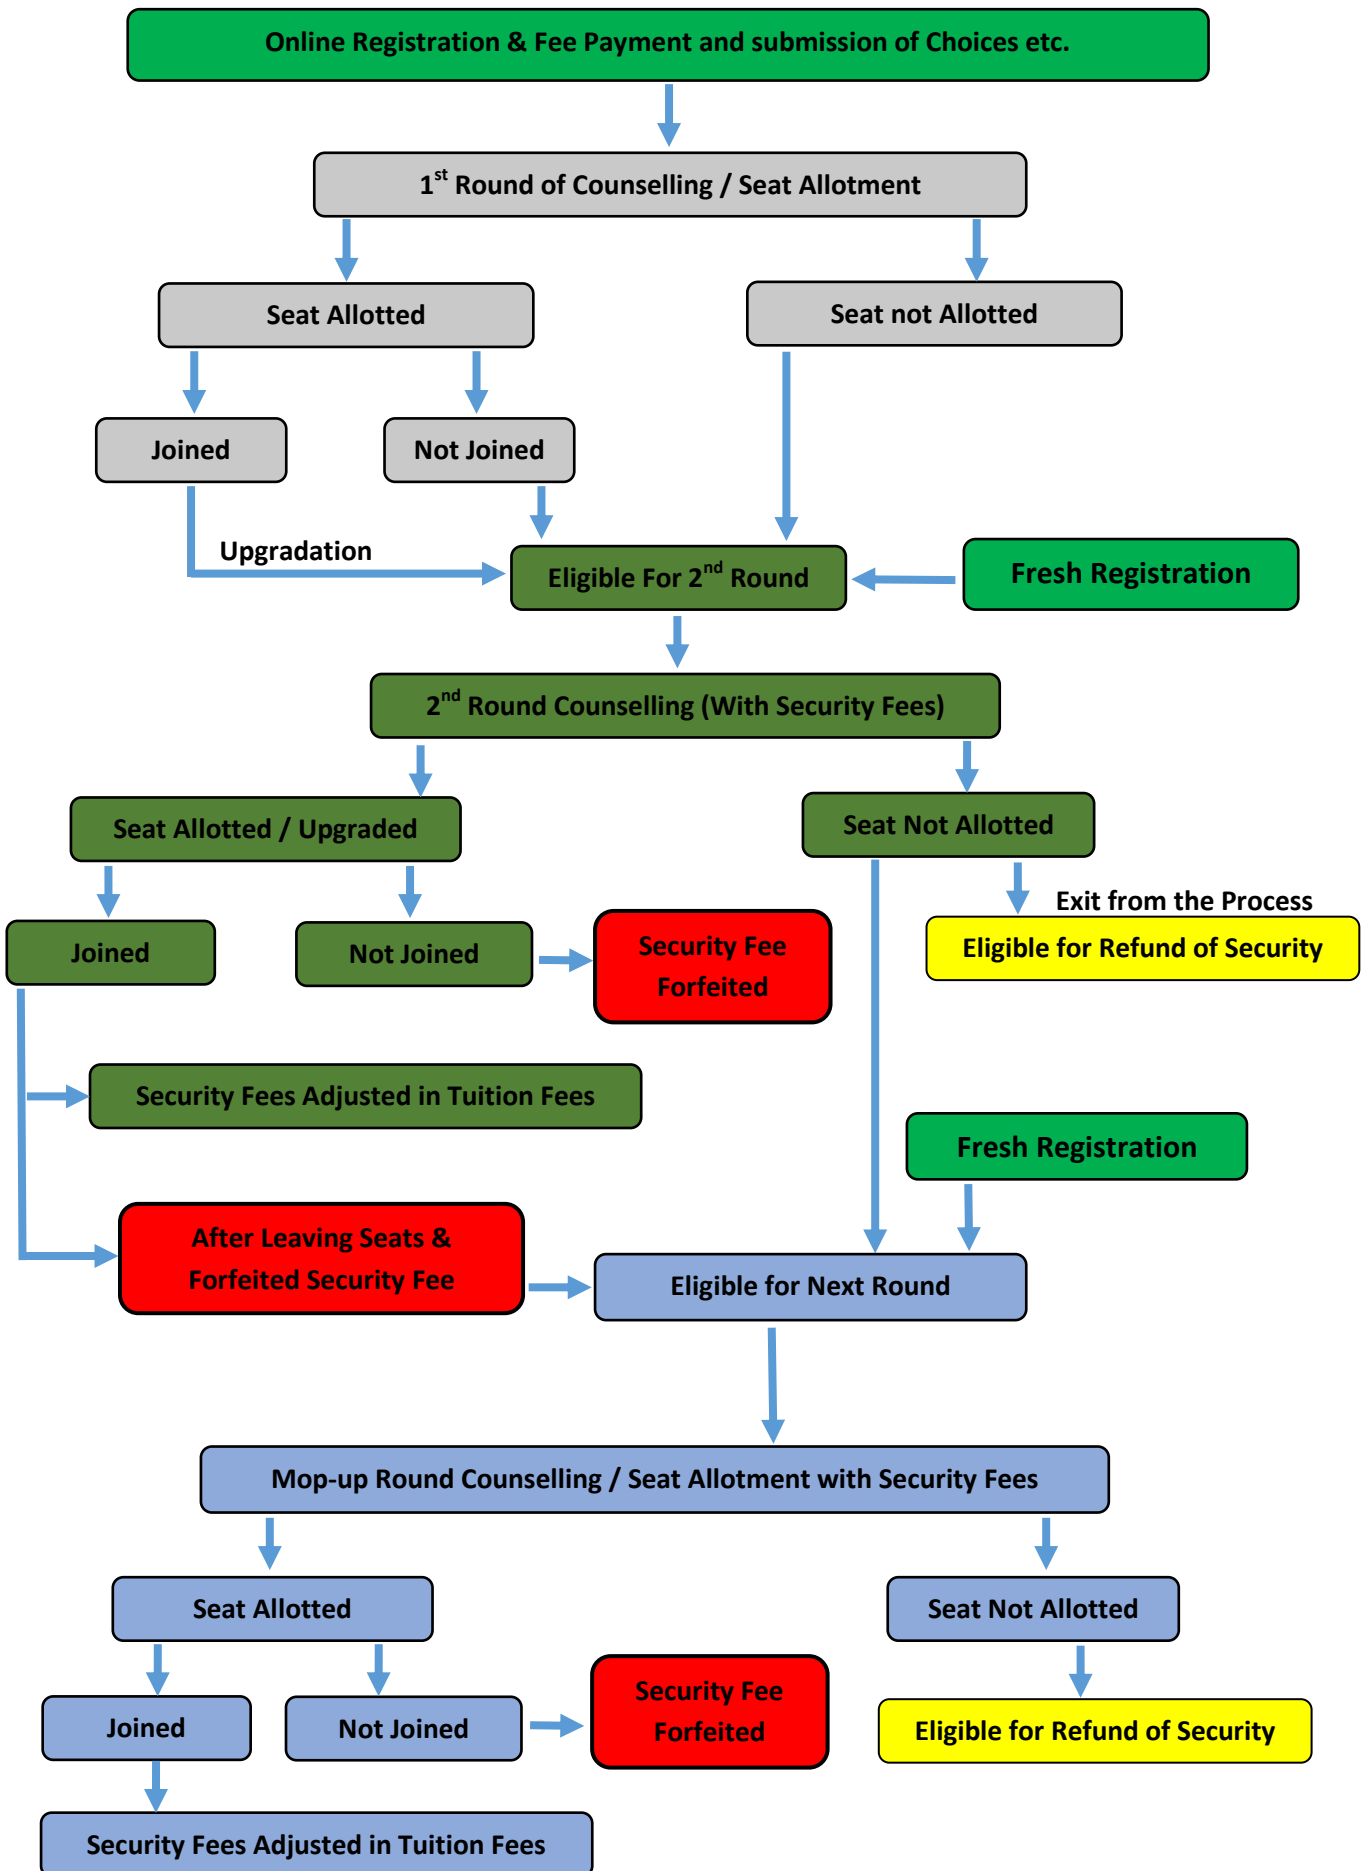 Online Registration & Fee Payment and submission of Choices etc.
1st Round of Counselling / Seat Allotment
Seat Allotted
Seat not Allotted
Joined
Not Joined
Upgradation
Eligible For 2nd Round
Fresh Registration
2nd Round Counselling (With Security Fees)
Seat Allotted / Upgraded
Seat Not Allotted
Exit from the Process
Joined
Not Joined
Security Fee
Forfeited
Eligible for Refund of Security
Security Fees Adjusted in Tuition Fees
Fresh Registration
After Leaving Seats &
Forfeited Security Fee
Eligible for Next Round
Mop-up Round Counselling / Seat Allotment with Security Fees
Seat Allotted
Seat Not Allotted
Joined
Not Joined
Security Fee
Forfeited
Eligible for Refund of Security
Security Fees Adjusted in Tuition Fees